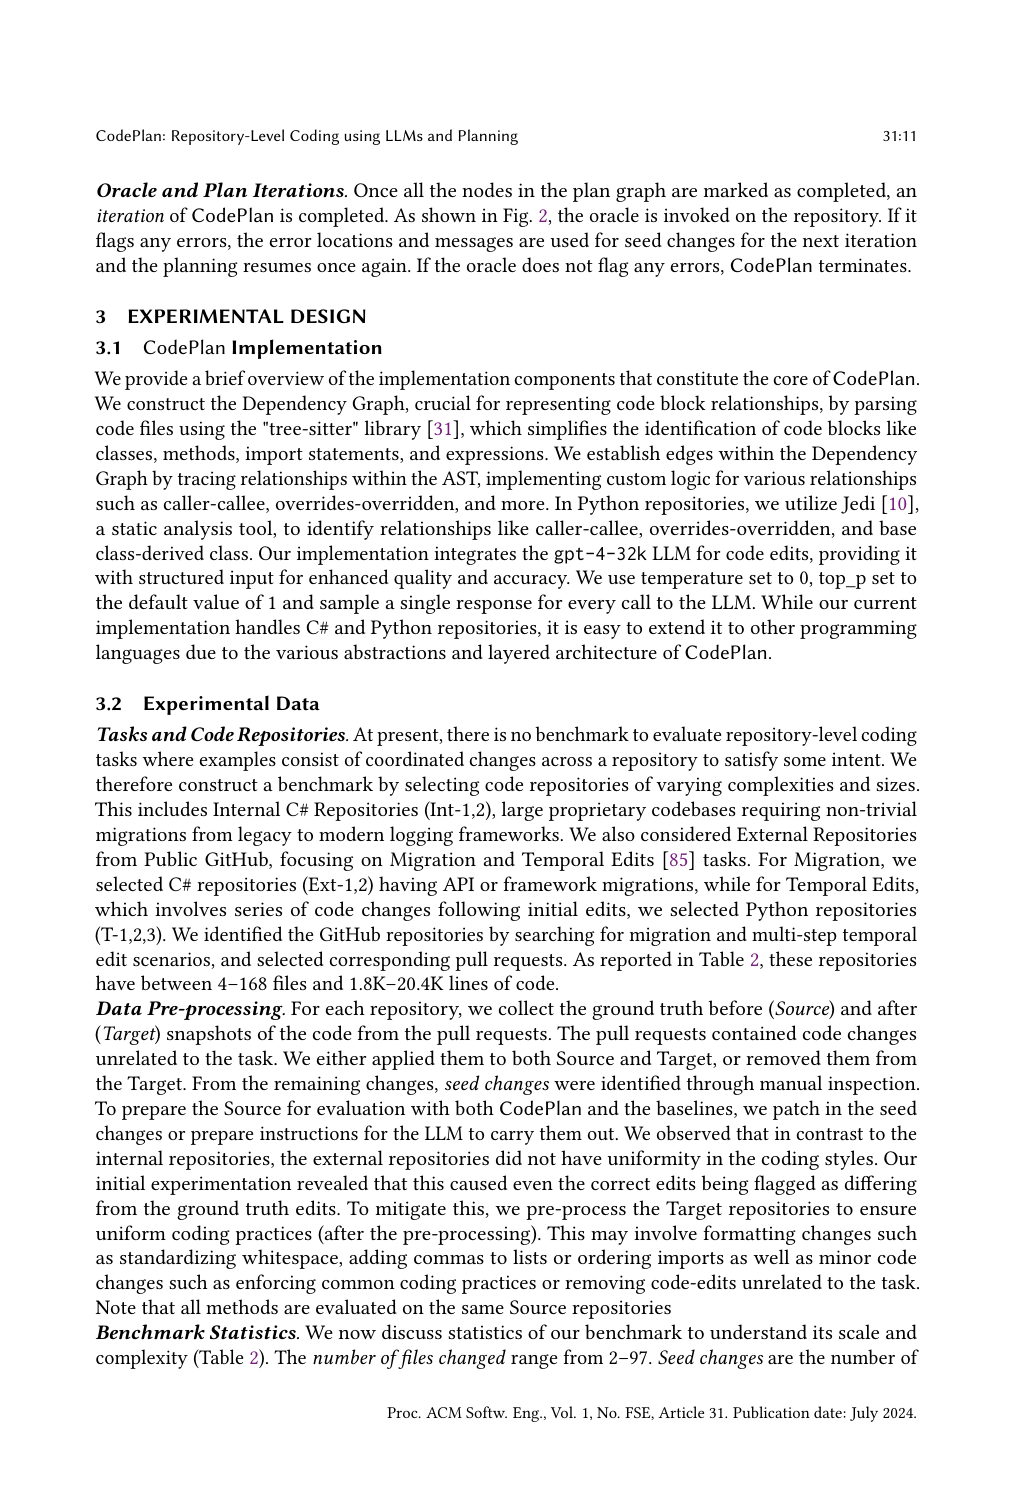 CodePlan: Repository-Level Coding using LLMs and Planning 31:11
Oracle and Plan Iterations. Once all the nodes in the plan graph are marked as completed, an
iteration of CodePlan is completed. As shown in Fig. 2, the oracle is invoked on the repository. If it
flags any errors, the error locations and messages are used for seed changes for the next iteration
and the planning resumes once again. If the oracle does not flag any errors, CodePlan terminates.
3 EXPERIMENTAL DESIGN
3.1 CodePlan Implementation
We provide a brief overview of the implementation components that constitute the core of CodePlan.
We construct the Dependency Graph, crucial for representing code block relationships, by parsing
code files using the "tree-sitter" library [31], which simplifies the identification of code blocks like
classes, methods, import statements, and expressions. We establish edges within the Dependency
Graph by tracing relationships within the AST, implementing custom logic for various relationships
such as caller-callee, overrides-overridden, and more. In Python repositories, we utilize Jedi [10],
a static analysis tool, to identify relationships like caller-callee, overrides-overridden, and base
class-derived class. Our implementation integrates the gpt-4-32k LLM for code edits, providing it
with structured input for enhanced quality and accuracy. We use temperature set to 0, top_p set to
the default value of 1 and sample a single response for every call to the LLM. While our current
implementation handles C# and Python repositories, it is easy to extend it to other programming
languages due to the various abstractions and layered architecture of CodePlan.
3.2 Experimental Data
Tasks and Code Repositories. At present, there is no benchmark to evaluate repository-level coding
tasks where examples consist of coordinated changes across a repository to satisfy some intent. We
therefore construct a benchmark by selecting code repositories of varying complexities and sizes.
This includes Internal C# Repositories (Int-1,2), large proprietary codebases requiring non-trivial
migrations from legacy to modern logging frameworks. We also considered External Repositories
from Public GitHub, focusing on Migration and Temporal Edits [85] tasks. For Migration, we
selected C# repositories (Ext-1,2) having API or framework migrations, while for Temporal Edits,
which involves series of code changes following initial edits, we selected Python repositories
(T-1,2,3). We identified the GitHub repositories by searching for migration and multi-step temporal
edit scenarios, and selected corresponding pull requests. As reported in Table 2, these repositories
have between 4–168 files and 1.8K–20.4K lines of code.
Data Pre-processing. For each repository, we collect the ground truth before (Source) and after
(Target) snapshots of the code from the pull requests. The pull requests contained code changes
unrelated to the task. We either applied them to both Source and Target, or removed them from
the Target. From the remaining changes, seed changes were identified through manual inspection.
To prepare the Source for evaluation with both CodePlan and the baselines, we patch in the seed
changes or prepare instructions for the LLM to carry them out. We observed that in contrast to the
internal repositories, the external repositories did not have uniformity in the coding styles. Our
initial experimentation revealed that this caused even the correct edits being flagged as differing
from the ground truth edits. To mitigate this, we pre-process the Target repositories to ensure
uniform coding practices (after the pre-processing). This may involve formatting changes such
as standardizing whitespace, adding commas to lists or ordering imports as well as minor code
changes such as enforcing common coding practices or removing code-edits unrelated to the task.
Note that all methods are evaluated on the same Source repositories
Benchmark Statistics. We now discuss statistics of our benchmark to understand its scale and
complexity (Table 2). The number of files changed range from 2–97. Seed changes are the number of
Proc. ACM Softw. Eng., Vol. 1, No. FSE, Article 31. Publication date: July 2024.